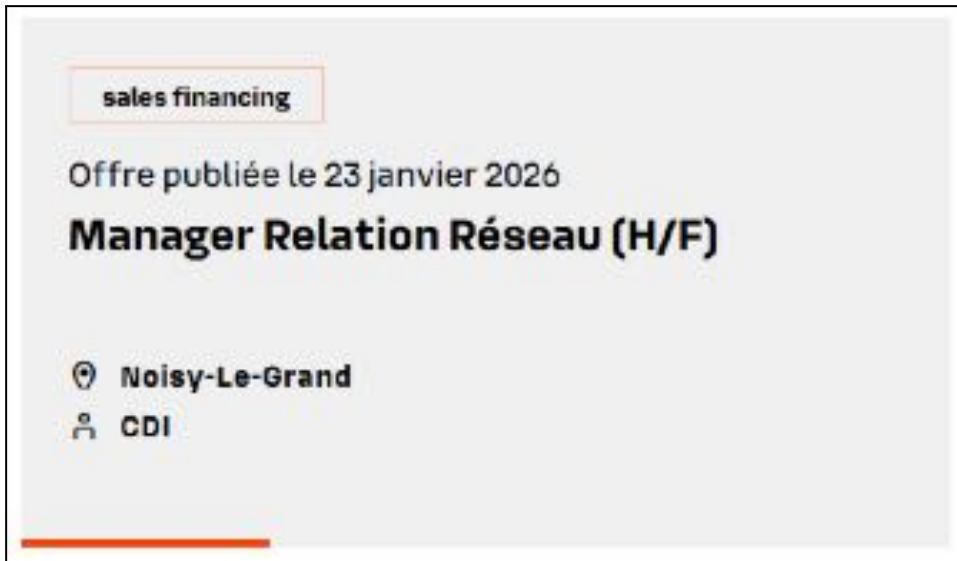 sales financing
Offre publiée le 23 janvier 2026
Manager Relation Réseau (H/F)
Noisy-Le-Grand
CDI